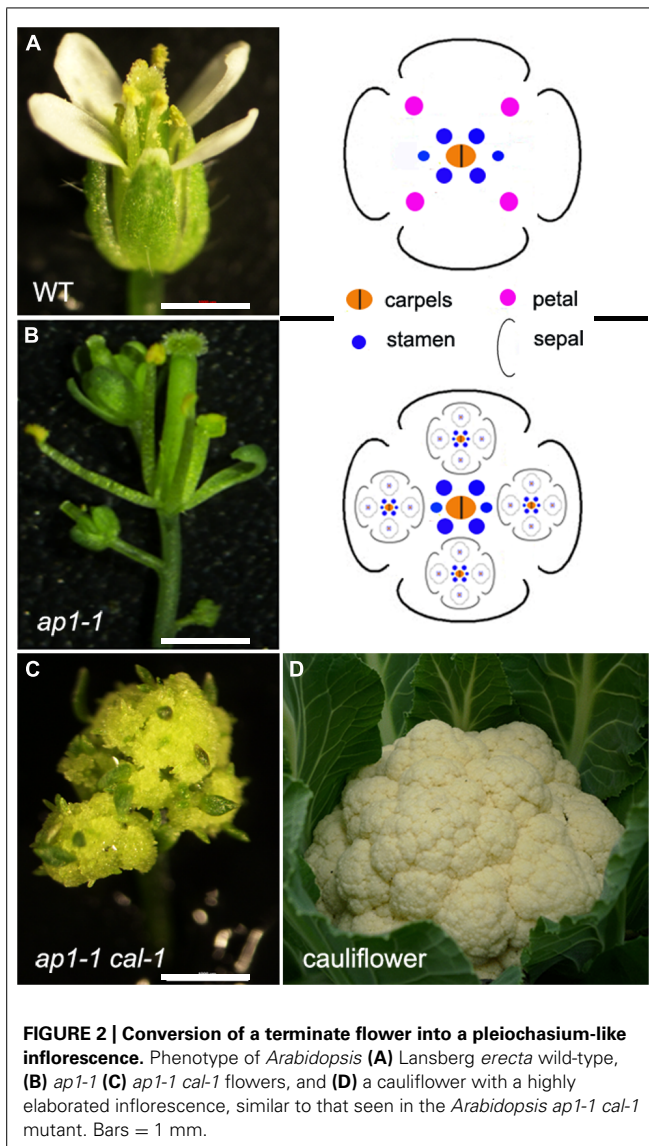 A
WT
carpels
petal
stamen
sepal
B
ap1-1
C
ap1-1 cal-1
D
cauliflower
FIGURE 2 | Conversion of a terminate flower into a pleiochasium-like
inflorescence. Phenotype of Arabidopsis (A) Lansberg erecta wild-type,
(B) ap1-1 (C) ap1-1 cal-1 flowers, and (D) a cauliflower with a highly
elaborated inflorescence, similar to that seen in the Arabidopsis ap1-1 cal-1
mutant. Bars = 1 mm.